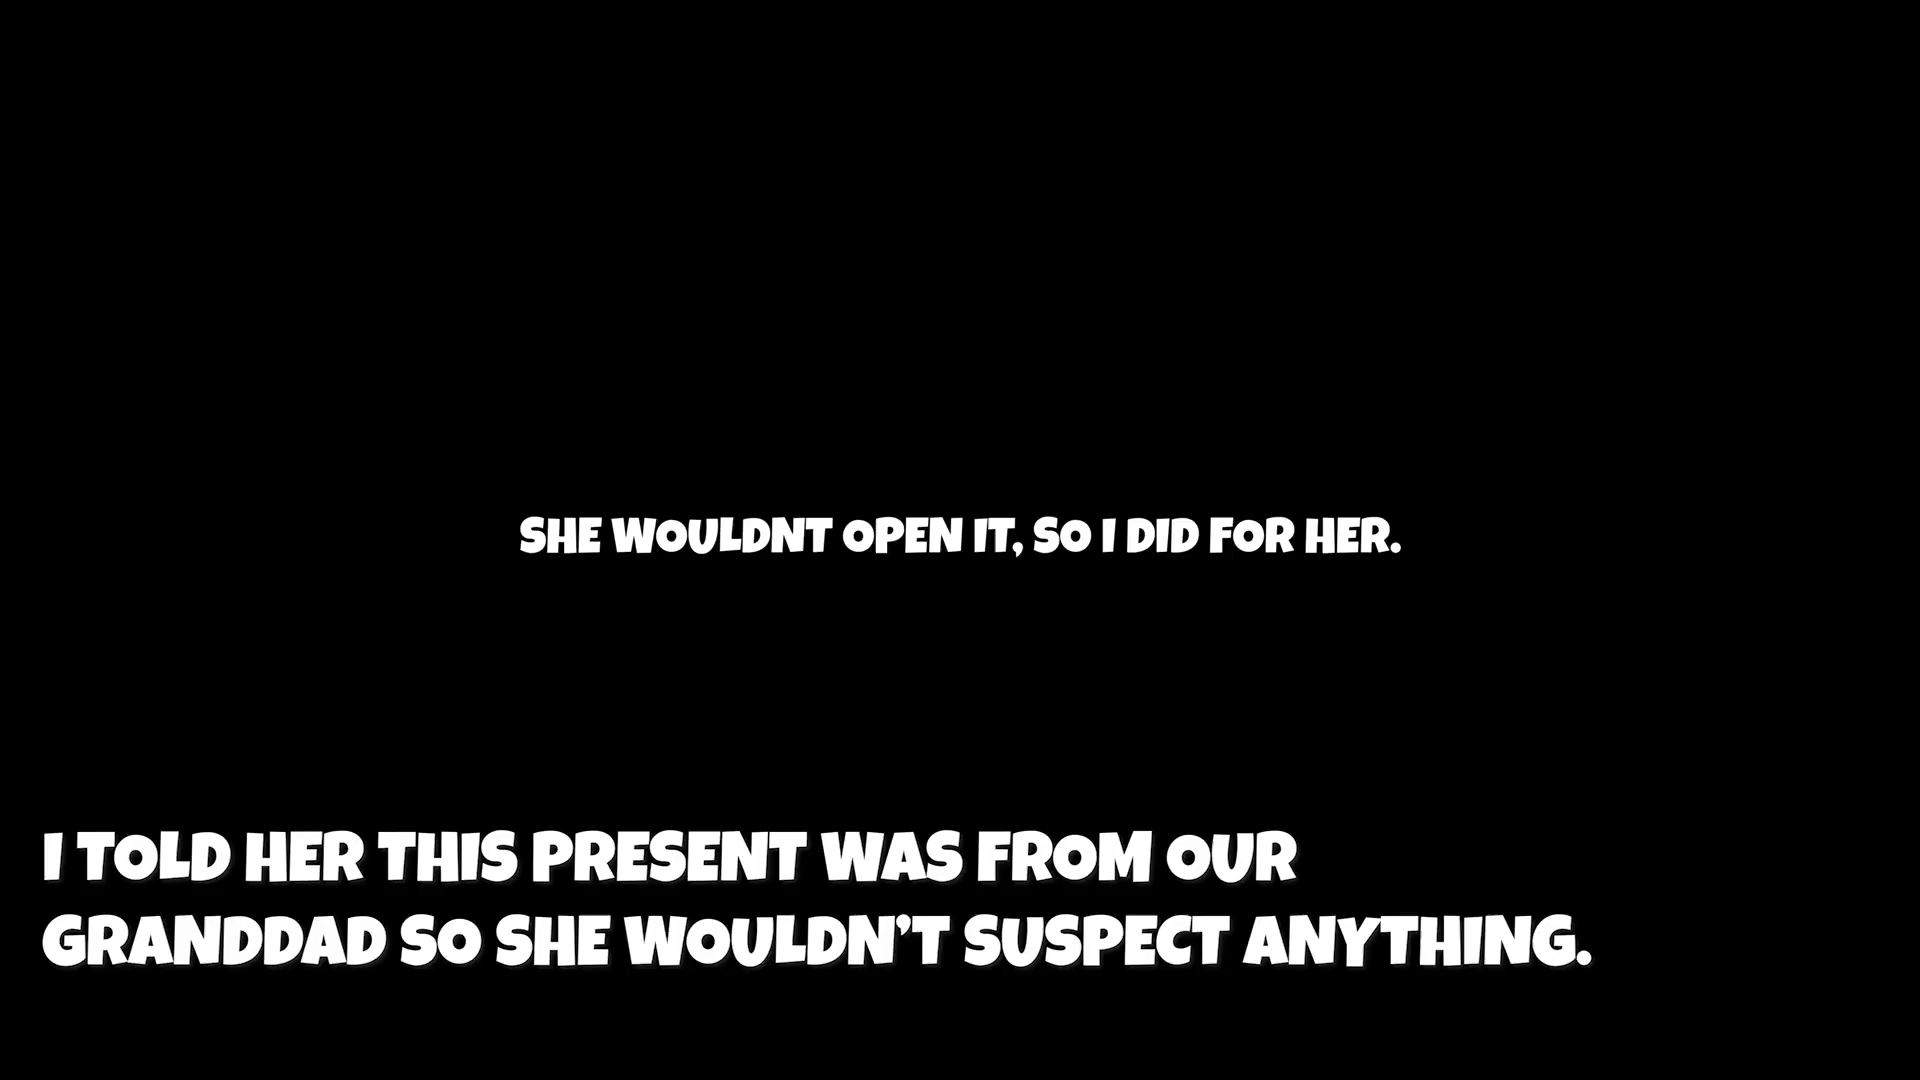 SHE WOULDNT OPEN IT, SO I DID FOR HER.
I TOLD HER THIS PRESENT WAS FROM OUR
GRANDDAD SO SHE WOULDN’T SUSPECT ANYTHING.